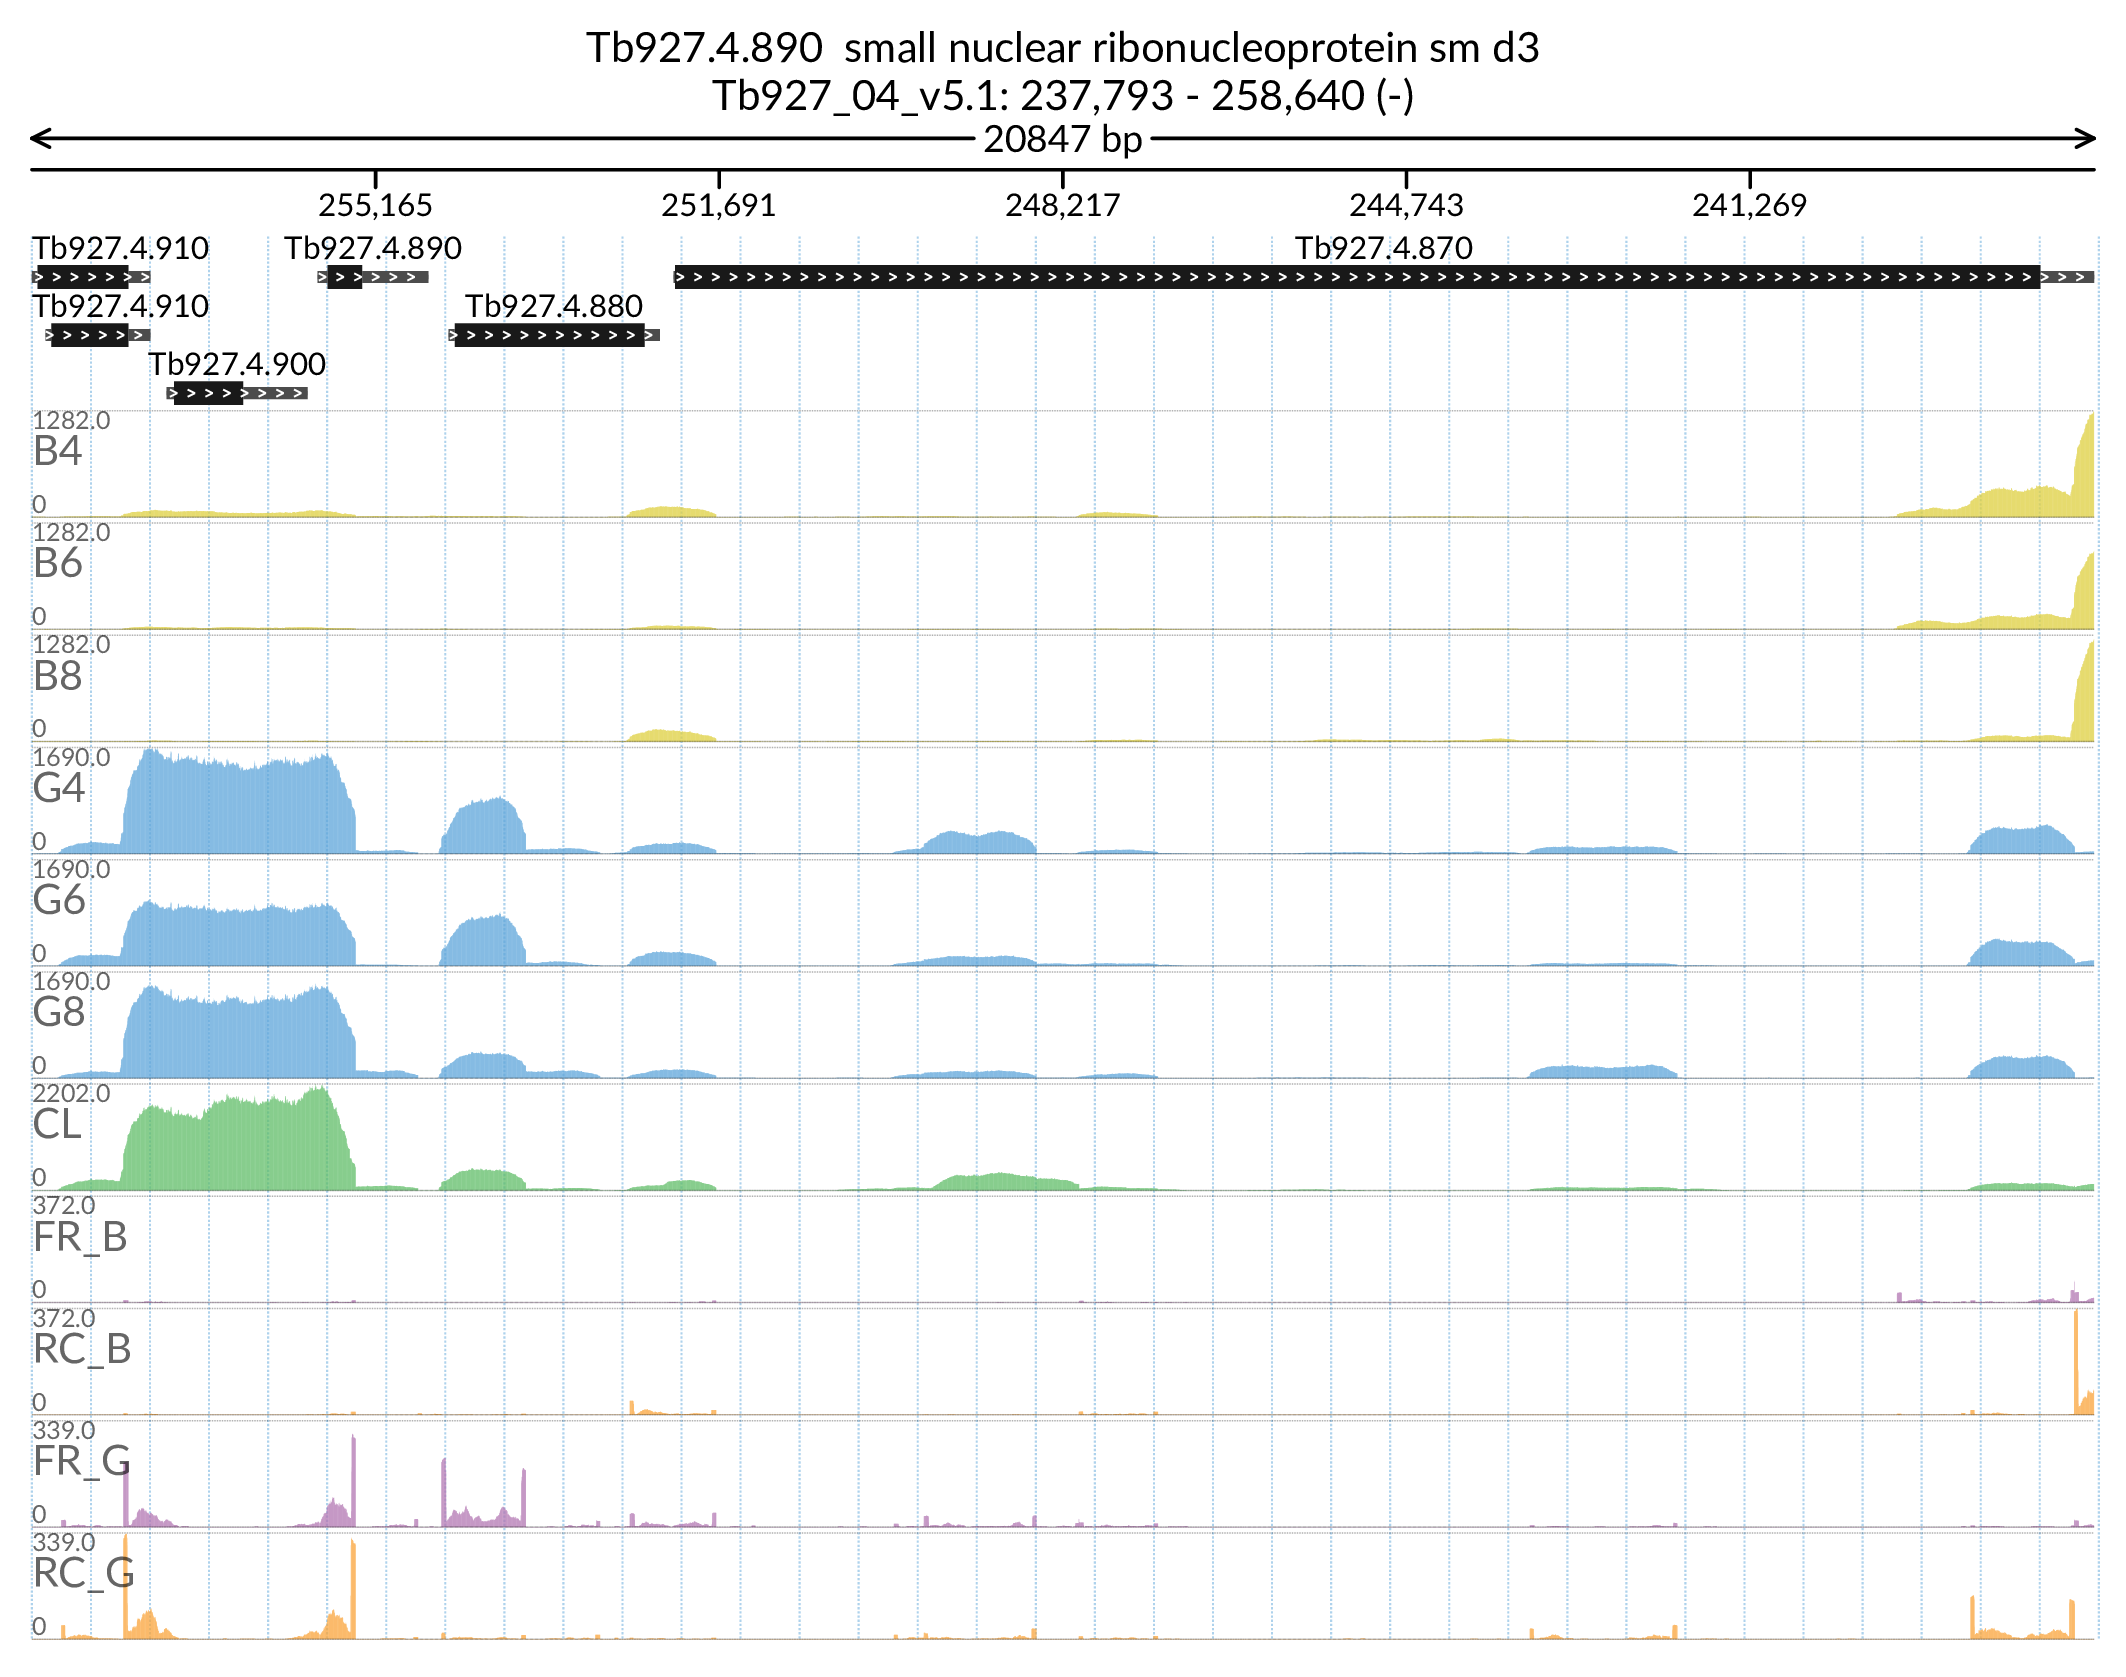 Tb927.4.890  small nuclear ribonucleoprotein sm d3
Tb927_04_v5.1: 237,793 - 258,640 (-)
20847 bp
255,165 251,691 248,217 244,743 241,269
Tb927.4.910 Tb927.4.890 Tb927.4.870
Tb927.4.910 Tb927.4.880
Tb927.4.900
1282.0
B4
0
1282.0
B6
0
1282.0
B8
0
1690.0
G4
0
1690.0
G6
0
1690.0
G8
0
2202.0
CL
0
372.0
FR_B
0
372.0
RC_B
0
339.0
FR_G
0
339.0
RC_G
0